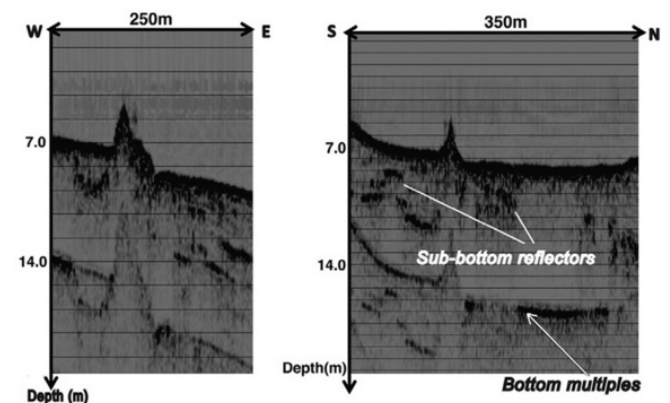 250m
W E
7.0
14.0
Depth (m)
350m
S N
7.0
14.0
Sub-bottom reflectors
Depth(m)
Bottom multiples